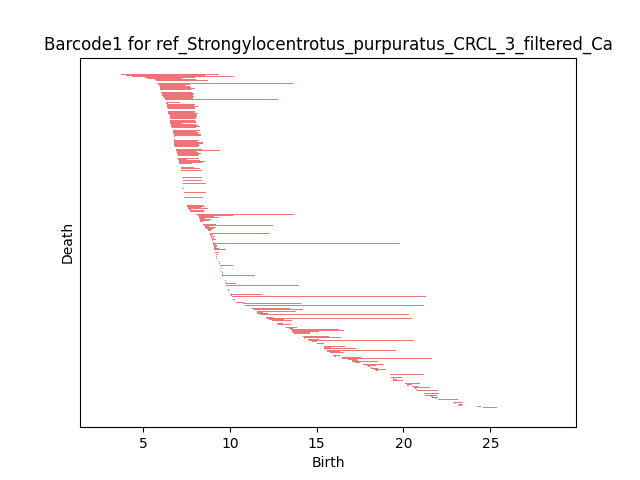 Barcode1 for ref_Strongylocentrotus_purpuratus_CRCL_3_filtered_Ca
Death
5 10 15 20 25
Birth